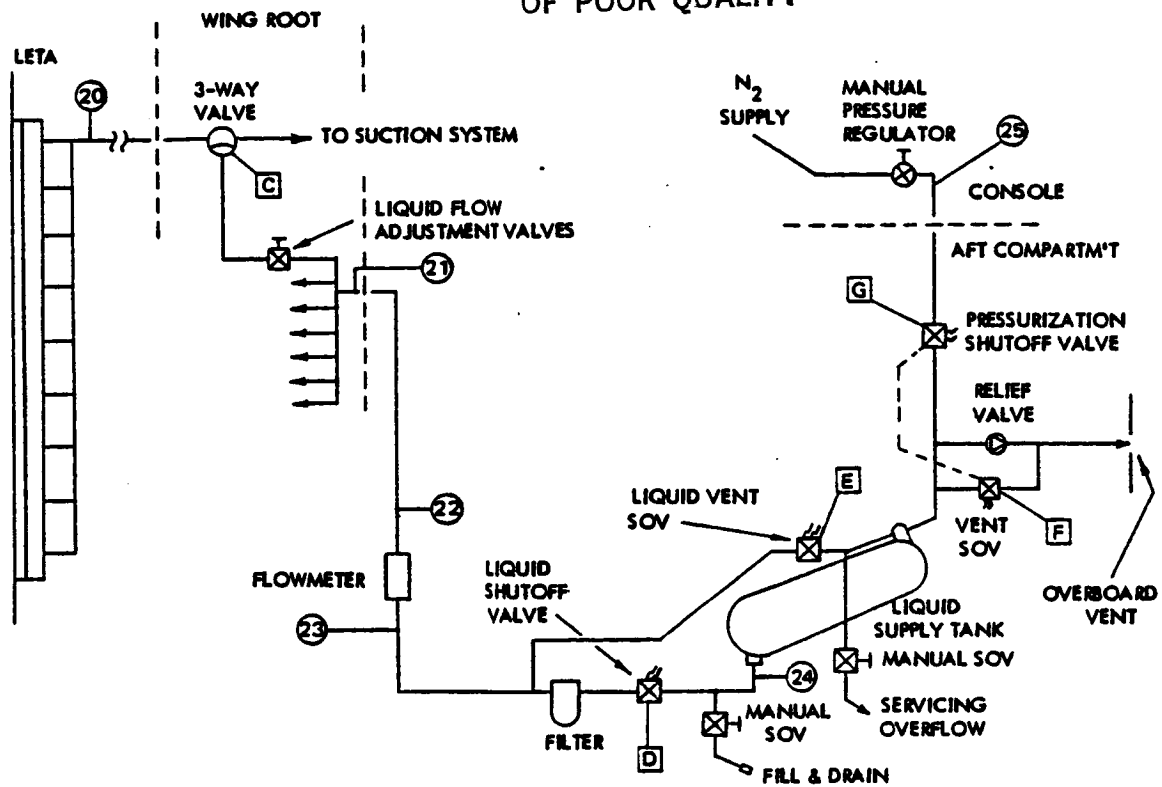 OF POOR QUALITY
WING ROOT
LETA
20
3-WAY
VALVE
TO SUCTION SYSTEM
C
LIQUID FLOW
ADJUSTMENT VALVES
21
N2
SUPPLY
MANUAL
PRESSURE
REGULATOR
25
CONSOLE
AFT COMPARTM'T
G
PRESSURIZATION
SHUTOFF VALVE
RELIEF
VALVE
E
LIQUID VENT
SOV
VENT
SOV
F
OVERBOARD
VENT
22
FLOWMETER
23
LIQUID
SHUTOFF
VALVE
LIQUID
SUPPLY TANK
MANUAL SOV
24
SERVICING
OVERFLOW
MANUAL
SOV
FILTER
D
FILL & DRAIN